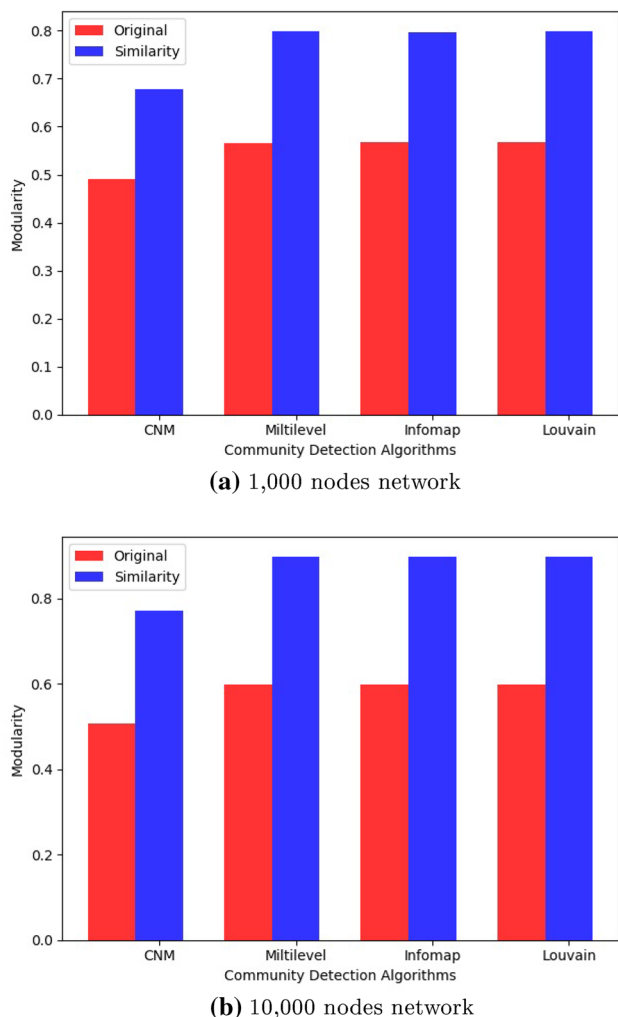 Original
Similarity
0.8
0.7
0.6
0.5
0.4
0.3
0.2
0.1
0.0
Modularity
CNM Miltilevel Infomap Louvain
Community Detection Algorithms
(a) 1,000 nodes network
Original
Similarity
0.8
0.6
0.4
0.2
0.0
Modularity
CNM Miltilevel Infomap Louvain
Community Detection Algorithms
(b) 10,000 nodes network